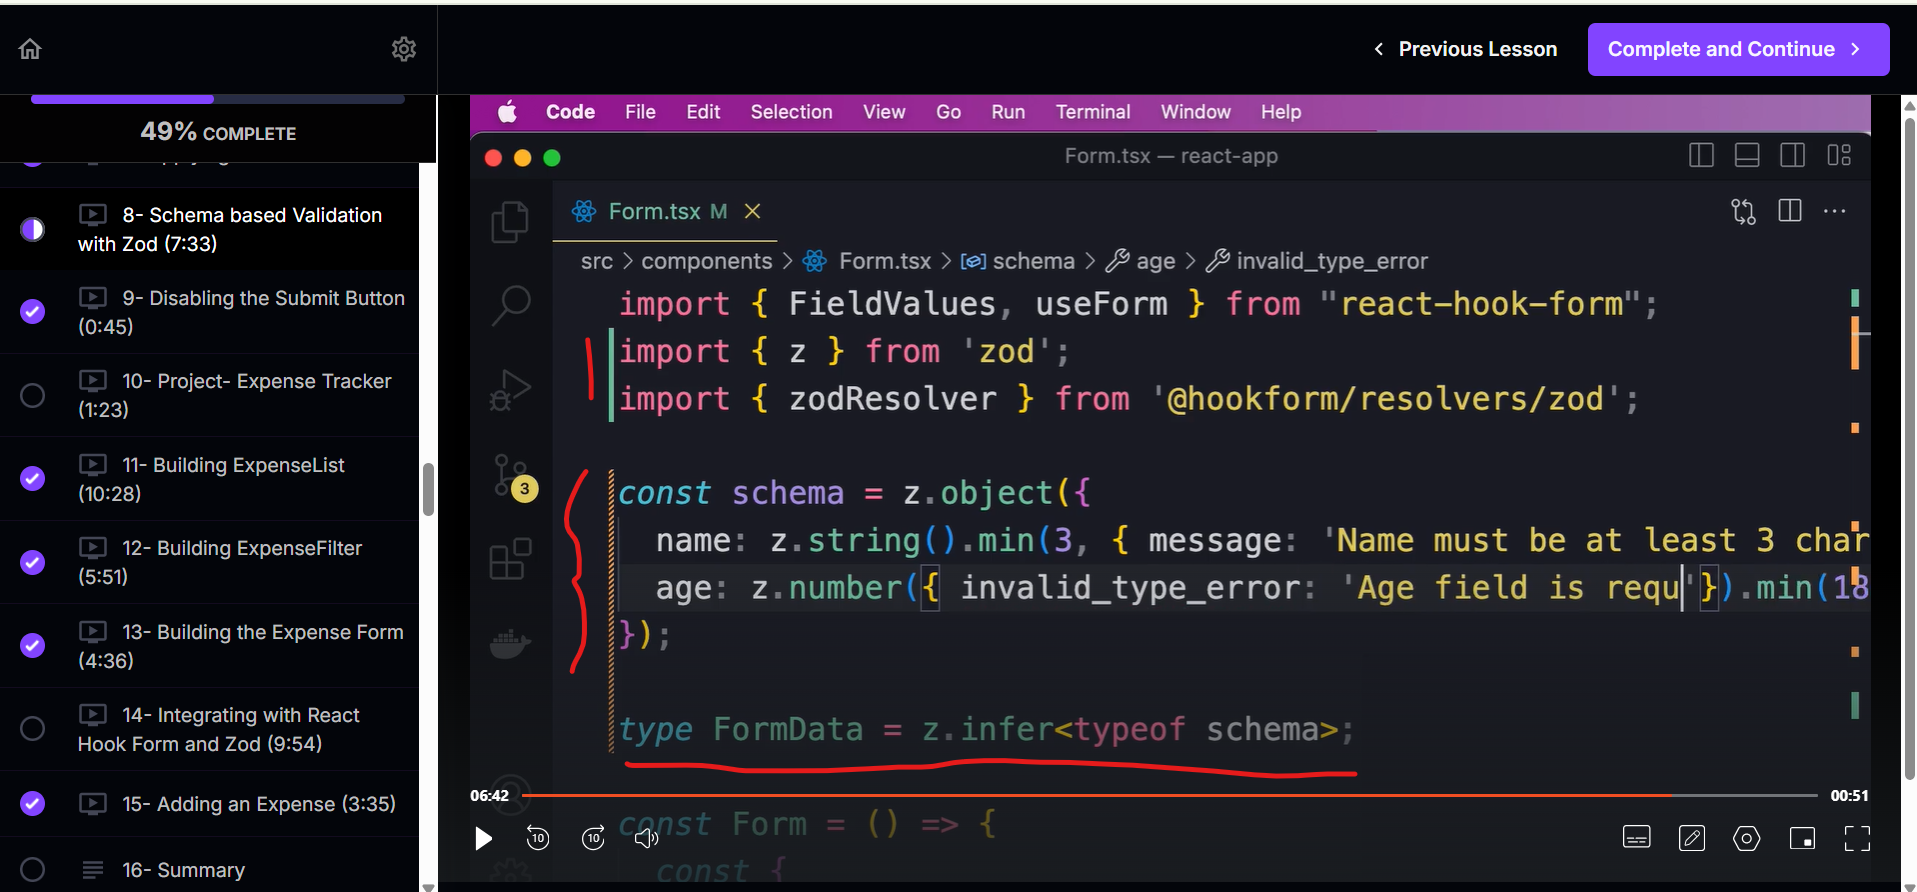 Previous Lesson
Complete and Continue
49% COMPLETE
8- Schema based Validation
with Zod (7:33)
9- Disabling the Submit Button
(0:45)
10- Project- Expense Tracker
(1:23)
11- Building ExpenseList
(10:28)
12- Building ExpenseFilter
(5:51)
13- Building the Expense Form
(4:36)
14- Integrating with React
Hook Form and Zod (9:54)
15- Adding an Expense (3:35)
16- Summary
Code File Edit Selection View Go Run Terminal Window Help
Form.tsx — react-app
Form.tsx M
src > components > Form.tsx > schema > age > invalid_type_error
import { FieldValues, useForm } from "react-hook-form";
import { z } from 'zod';
import { zodResolver } from '@hookform/resolvers/zod';
3
const schema = z.object({
name: z.string().min(3, { message: 'Name must be at least 3 char
age: z.number({ invalid_type_error: 'Age field is requ'}).min(18
});
type FormData = z.infer<typeof schema>;
06:42
00:51
const Form = () => {
10
10
const {